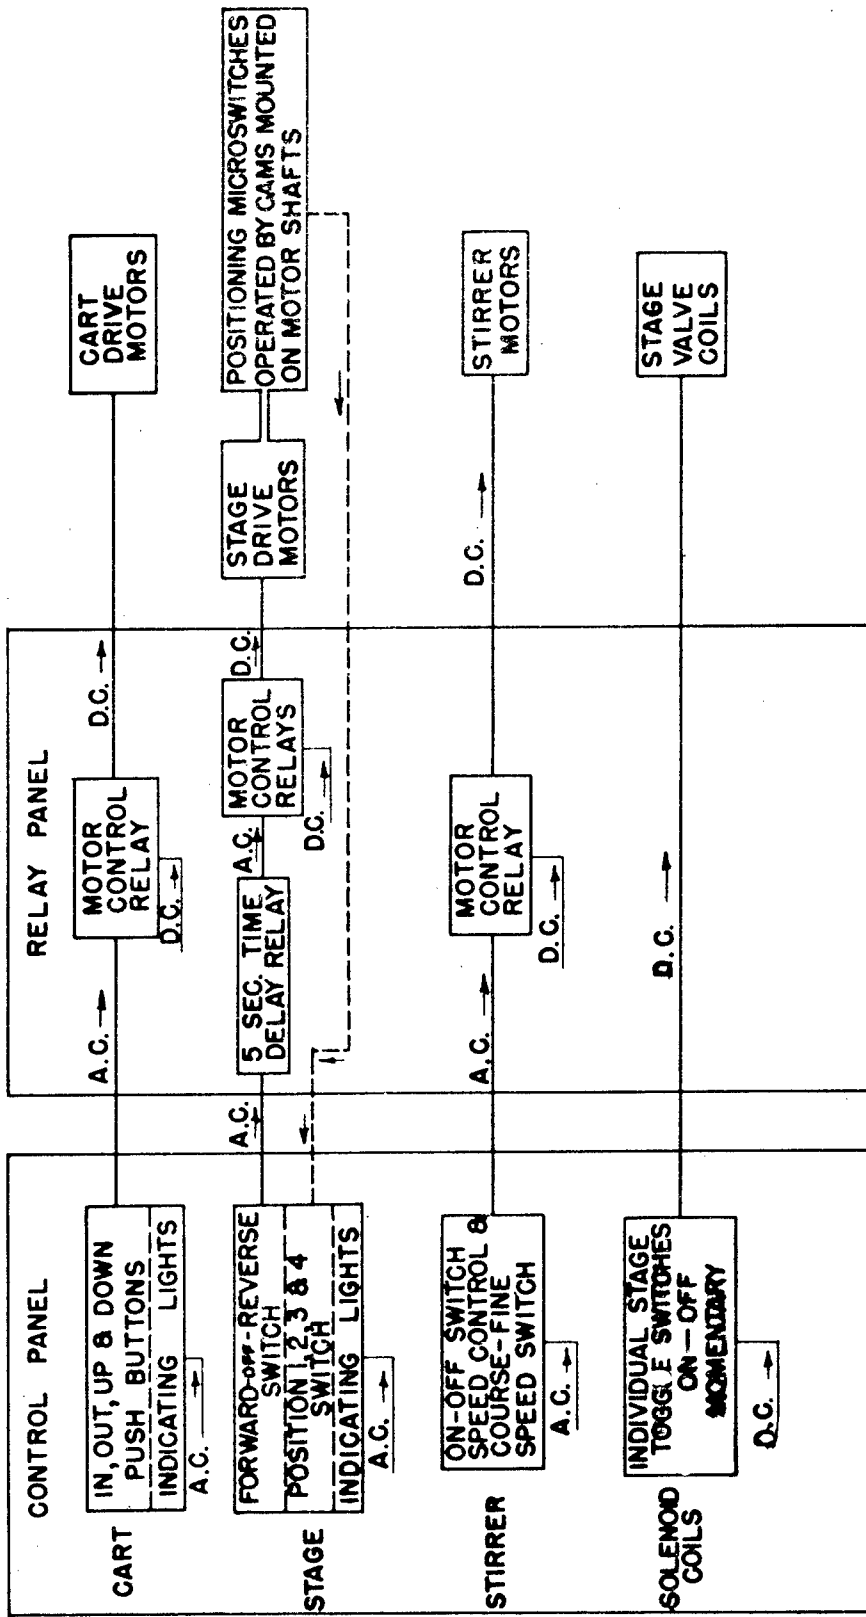 CONTROL PANEL
RELAY PANEL
CART
IN, OUT, UP & DOWN
PUSH BUTTONS
INDICATING LIGHTS
A.C.
A.C.
MOTOR
CONTROL
RELAY
D.C.
D.C.
CART
DRIVE
MOTORS
STAGE
FORWARD-OFF-REVERSE
SWITCH
POSITION 1, 2, 3 & 4
SWITCH
INDICATING LIGHTS
A.C.
A.C.
5 SEC. TIME
DELAY RELAY
A.C.
MOTOR
CONTROL
RELAYS
D.C.
D.C.
STAGE
DRIVE
MOTORS
POSITIONING MICROSWITCHES
OPERATED BY CAMS MOUNTED
ON MOTOR SHAFTS
STIRRER
ON-OFF SWITCH
SPEED CONTROL &
COURSE-FINE
SPEED SWITCH
A.C.
A.C.
MOTOR
CONTROL
RELAY
D.C.
D.C.
STIRRER
MOTORS
SOLENOID
COILS
INDIVIDUAL STAGE
TOGGLE SWITCHES
ON-OFF
MOMENTARY
D.C.
D.C.
STAGE
VALVE
COILS